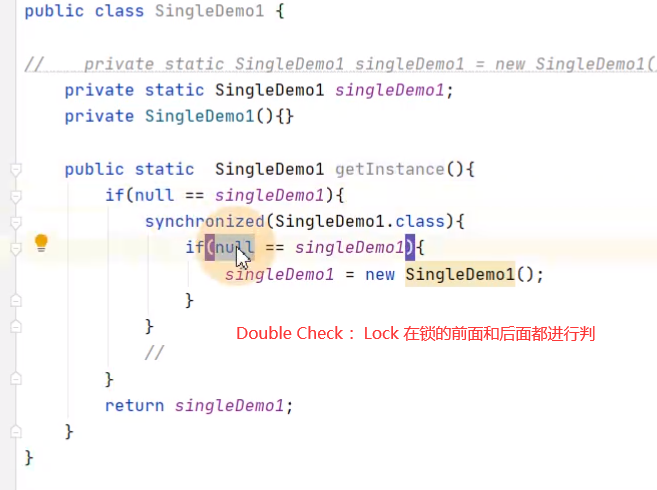 public class SingleDemo1 {
//    private static SingleDemo1 singleDemo1 = new SingleDemo1(
    private static SingleDemo1 singleDemo1;
    private SingleDemo1(){}
    public static  SingleDemo1 getInstance(){
        if(null == singleDemo1){
            synchronized(SingleDemo1.class){
                if(null == singleDemo1){
                    singleDemo1 = new SingleDemo1();
                }
            }
Double Check ：Lock 在锁的前面和后面都进行判
            //
        }
        return singleDemo1;
    }
}